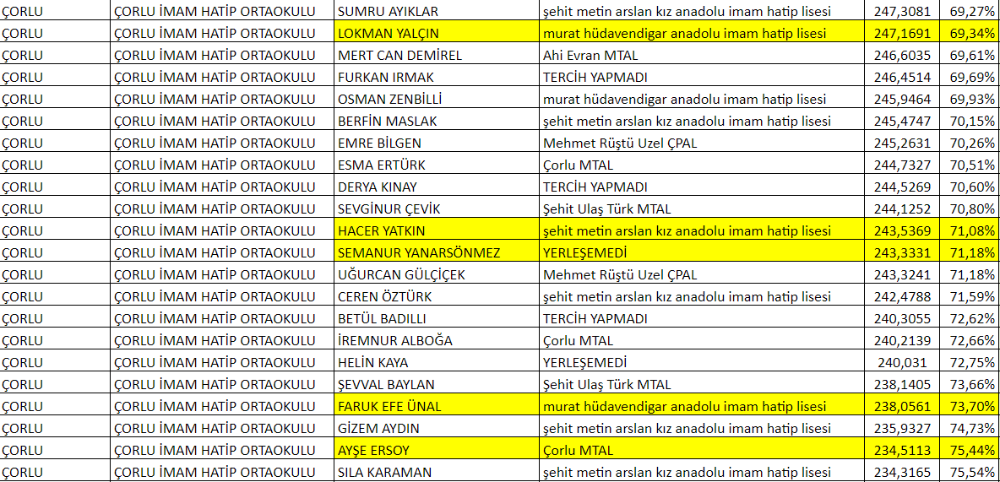 ÇORLU ÇORLU İMAM HATİP ORTAOKULU SUMRU AYIKLAR şehit metin arslan kız anadolu imam hatip lisesi 247,3081 69,27%
ÇORLU ÇORLU İMAM HATİP ORTAOKULU LOKMAN YALÇIN murat hüdavendigar anadolu imam hatip lisesi 247,1691 69,34%
ÇORLU ÇORLU İMAM HATİP ORTAOKULU MERT CAN DEMİREL Ahi Evran MTAL 246,6035 69,61%
ÇORLU ÇORLU İMAM HATİP ORTAOKULU FURKAN IRMAK TERCİH YAPMADI 246,4514 69,69%
ÇORLU ÇORLU İMAM HATİP ORTAOKULU OSMAN ZENBİLLİ murat hüdavendigar anadolu imam hatip lisesi 245,9464 69,93%
ÇORLU ÇORLU İMAM HATİP ORTAOKULU BERFİN MASLAK şehit metin arslan kız anadolu imam hatip lisesi 245,4747 70,15%
ÇORLU ÇORLU İMAM HATİP ORTAOKULU EMRE BİLGEN Mehmet Rüştü Uzel ÇPAL 245,2631 70,26%
ÇORLU ÇORLU İMAM HATİP ORTAOKULU ESMA ERTÜRK Çorlu MTAL 244,7327 70,51%
ÇORLU ÇORLU İMAM HATİP ORTAOKULU DERYA KINAY TERCİH YAPMADI 244,5269 70,60%
ÇORLU ÇORLU İMAM HATİP ORTAOKULU SEVGİNUR ÇEVİK Şehit Ulaş Türk MTAL 244,1252 70,80%
ÇORLU ÇORLU İMAM HATİP ORTAOKULU HACER YATKIN şehit metin arslan kız anadolu imam hatip lisesi 243,5369 71,08%
ÇORLU ÇORLU İMAM HATİP ORTAOKULU SEMANUR YANARSÖNMEZ YERLEŞEMEDİ 243,3331 71,18%
ÇORLU ÇORLU İMAM HATİP ORTAOKULU UĞURCAN GÜLÇİÇEK Mehmet Rüştü Uzel ÇPAL 243,3241 71,18%
ÇORLU ÇORLU İMAM HATİP ORTAOKULU CEREN ÖZTÜRK şehit metin arslan kız anadolu imam hatip lisesi 242,4788 71,59%
ÇORLU ÇORLU İMAM HATİP ORTAOKULU BETÜL BADILLI TERCİH YAPMADI 240,3055 72,62%
ÇORLU ÇORLU İMAM HATİP ORTAOKULU İREMNUR ALBOĞA Çorlu MTAL 240,2139 72,66%
ÇORLU ÇORLU İMAM HATİP ORTAOKULU HELİN KAYA YERLEŞEMEDİ 240,031 72,75%
ÇORLU ÇORLU İMAM HATİP ORTAOKULU ŞEVVAL BAYLAN Şehit Ulaş Türk MTAL 238,1405 73,66%
ÇORLU ÇORLU İMAM HATİP ORTAOKULU FARUK EFE ÜNAL murat hüdavendigar anadolu imam hatip lisesi 238,0561 73,70%
ÇORLU ÇORLU İMAM HATİP ORTAOKULU GİZEM AYDIN şehit metin arslan kız anadolu imam hatip lisesi 235,9327 74,73%
ÇORLU ÇORLU İMAM HATİP ORTAOKULU AYŞE ERSOY Çorlu MTAL 234,5113 75,44%
ÇORLU ÇORLU İMAM HATİP ORTAOKULU SILA KARAMAN şehit metin arslan kız anadolu imam hatip lisesi 234,3165 75,54%